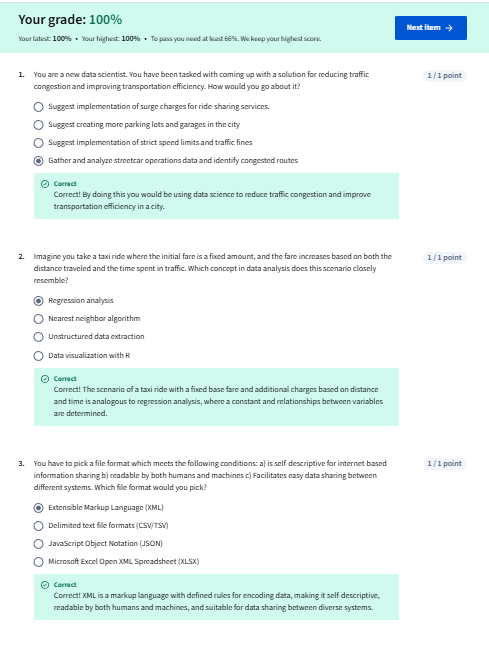 Your grade: 100%
Your latest: 100% • Your highest: 100% • To pass you need at least 66%. We keep your highest score.
Next item →
1. You are a new data scientist. You have been tasked with coming up with a solution for reducing traffic
congestion and improving transportation efficiency. How would you go about it?
1 / 1 point
Suggest implementation of surge charges for ride-sharing services.
Suggest creating more parking lots and garages in the city
Suggest implementation of strict speed limits and traffic fines
Gather and analyze streetcar operations data and identify congested routes
Correct
Correct! By doing this you would be using data science to reduce traffic congestion and improve
transportation efficiency in a city.
2. Imagine you take a taxi ride where the initial fare is a fixed amount, and the fare increases based on both the
distance traveled and the time spent in traffic. Which concept in data analysis does this scenario closely
resemble?
1 / 1 point
Regression analysis
Nearest neighbor algorithm
Unstructured data extraction
Data visualization with R
Correct
Correct! The scenario of a taxi ride with a fixed base fare and additional charges based on distance
and time is analogous to regression analysis, where a constant and relationships between variables
are determined.
3. You have to pick a file format which meets the following conditions: a) is self-descriptive for internet-based
information sharing b) readable by both humans and machines c) Facilitates easy data sharing between
different systems. Which file format would you pick?
1 / 1 point
Extensible Markup Language (XML)
Delimited text file formats (CSV/TSV)
JavaScript Object Notation (JSON)
Microsoft Excel Open XML Spreadsheet (XLSX)
Correct
Correct! XML is a markup language with defined rules for encoding data, making it self-descriptive,
readable by both humans and machines, and suitable for data sharing between diverse systems.